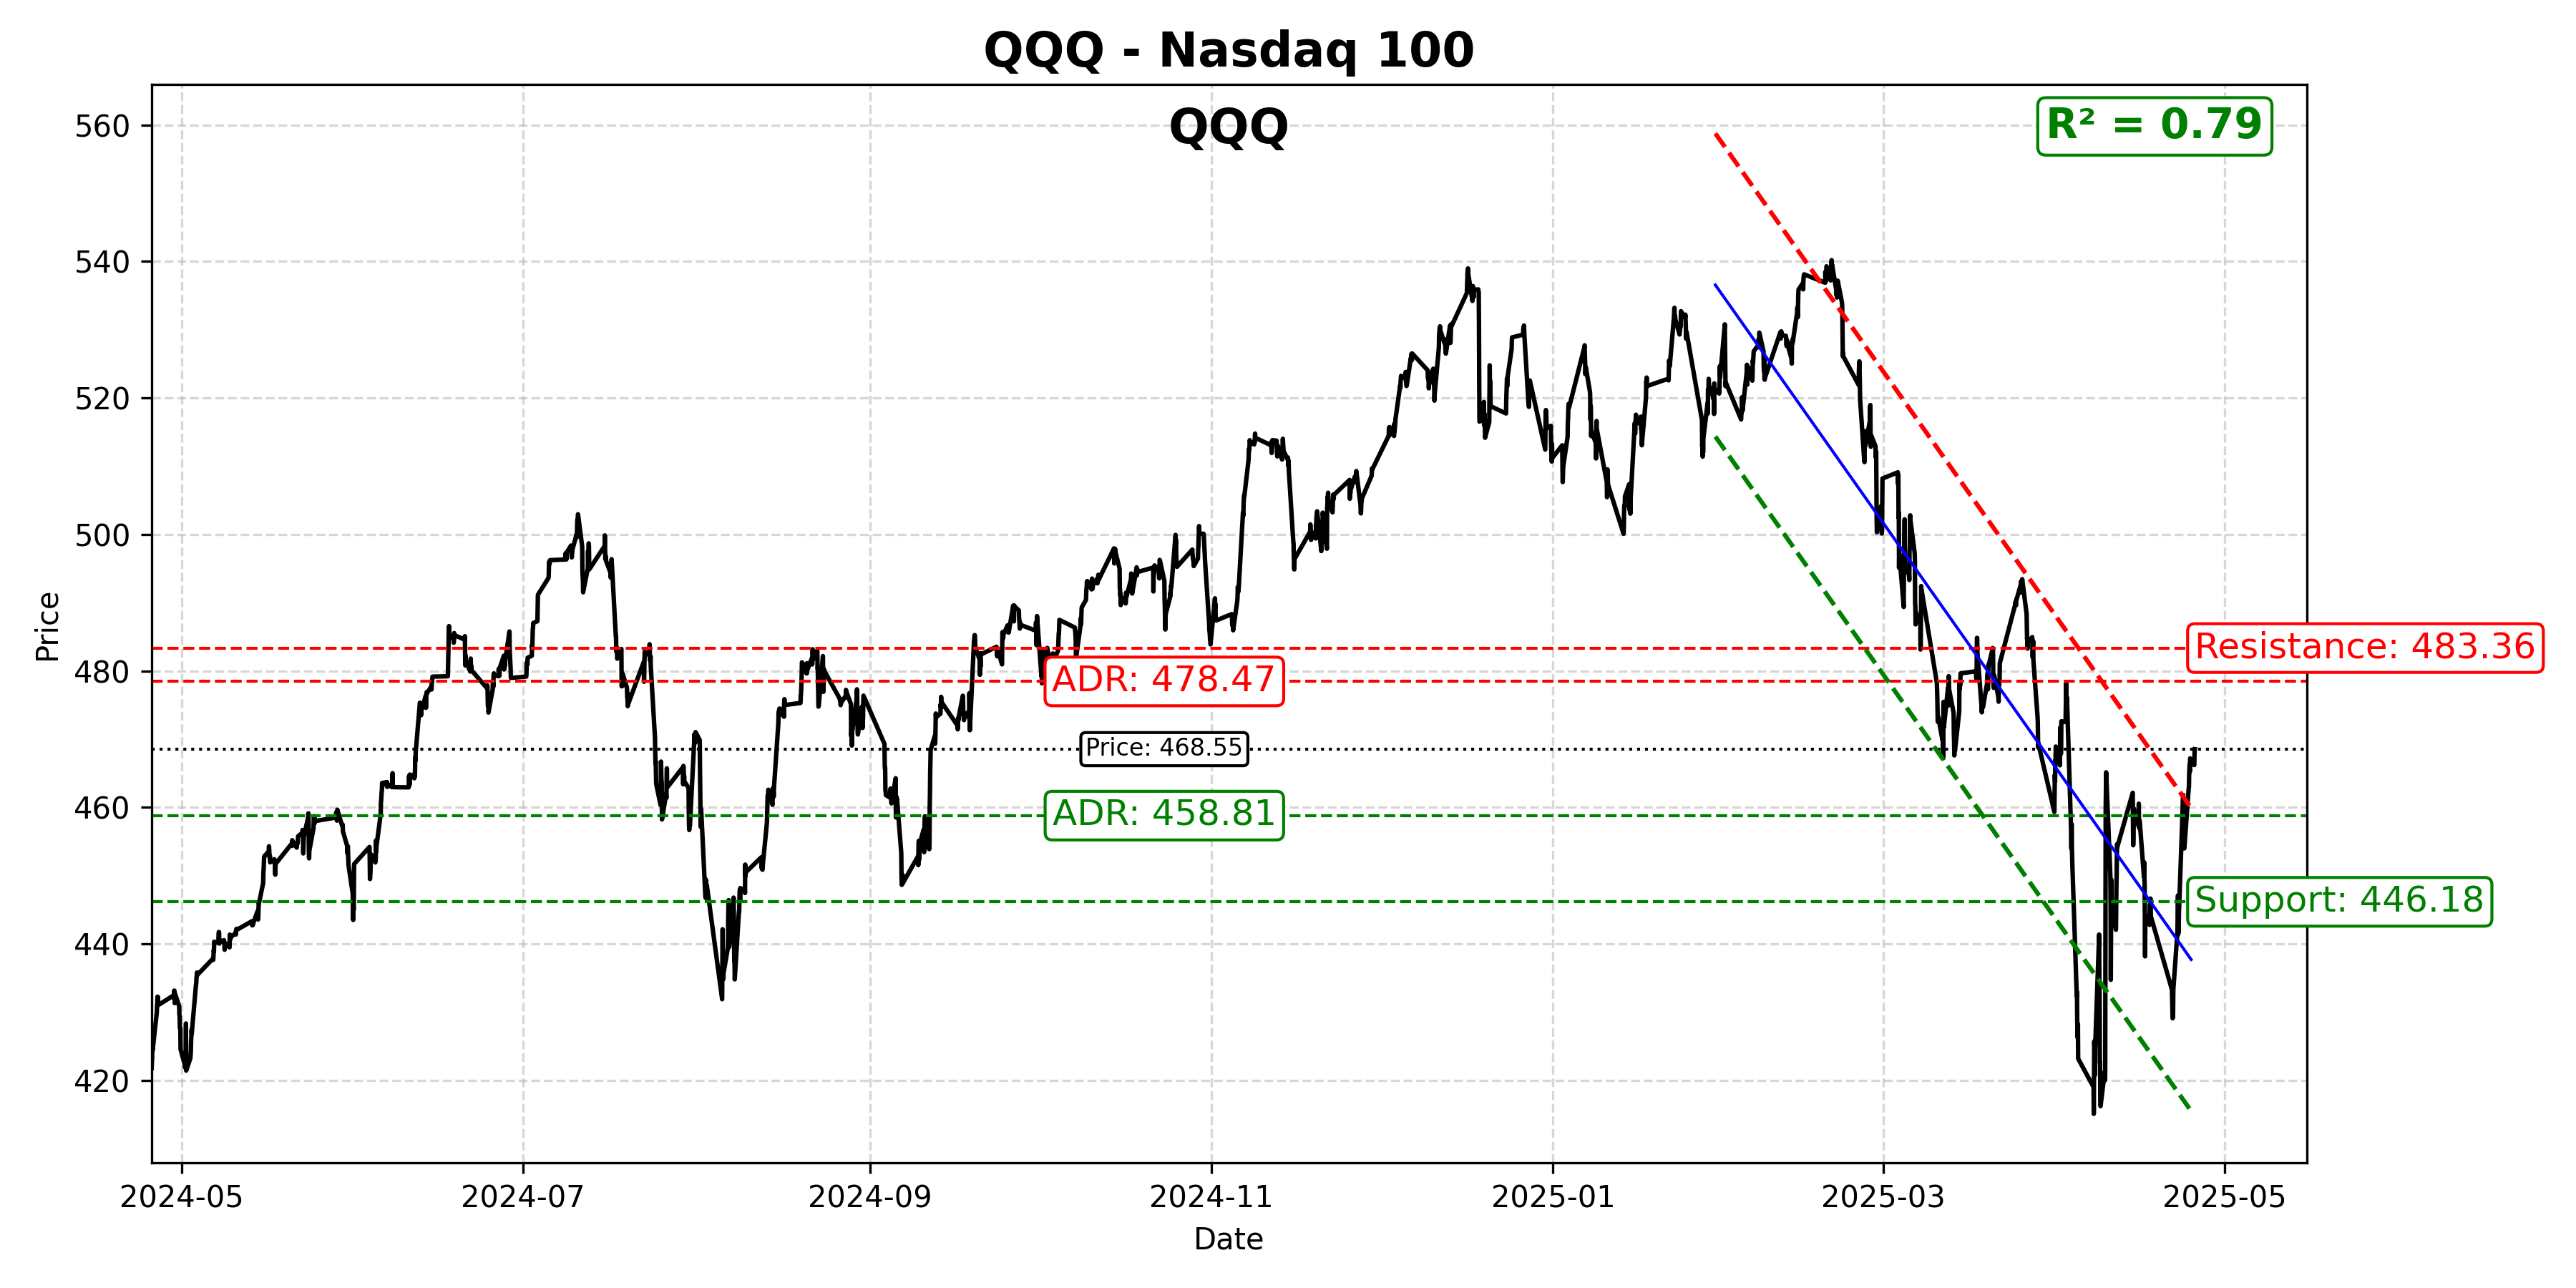 QQQ - Nasdaq 100
QQQ
R² = 0.79
560
540
520
500
480
460
440
420
Price
Resistance: 483.36
ADR: 478.47
Price: 468.55
ADR: 458.81
Support: 446.18
2024-05
2024-07
2024-09
2024-11
2025-01
2025-03
2025-05
Date